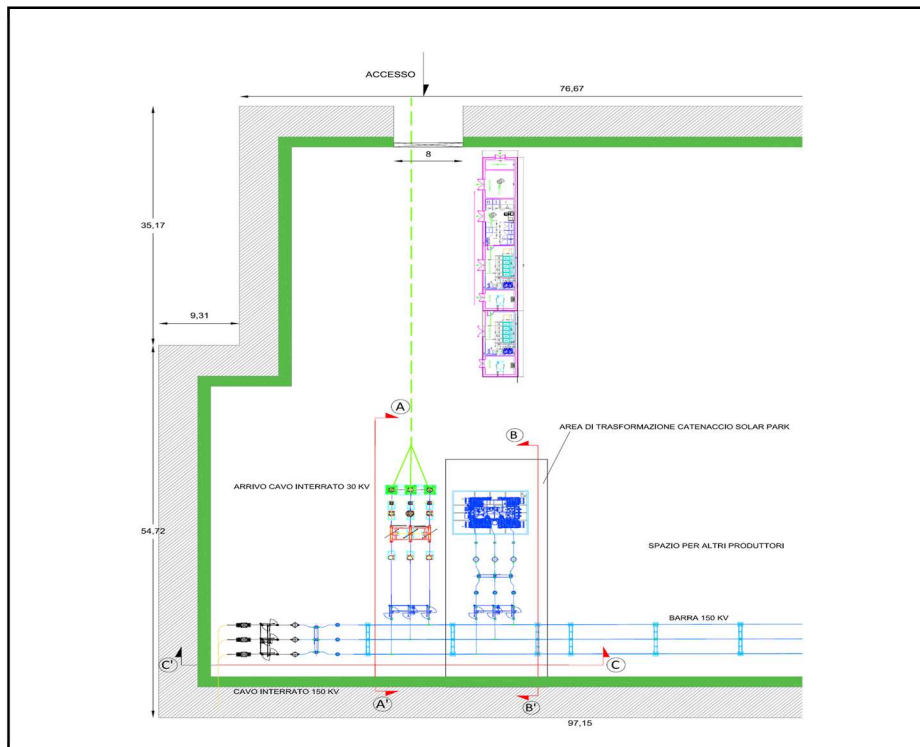 ACCESSO
76,67
8
35,17
9,31
A
B
AREA DI TRASFORMAZIONE CATENACCIO SOLAR PARK
ARRIVO CAVO INTERRATO 30 KV
54,72
SPAZIO PER ALTRI PRODUTTORI
BARRA 150 KV
C'
C
CAVO INTERRATO 150 KV
A'
B'
97,15